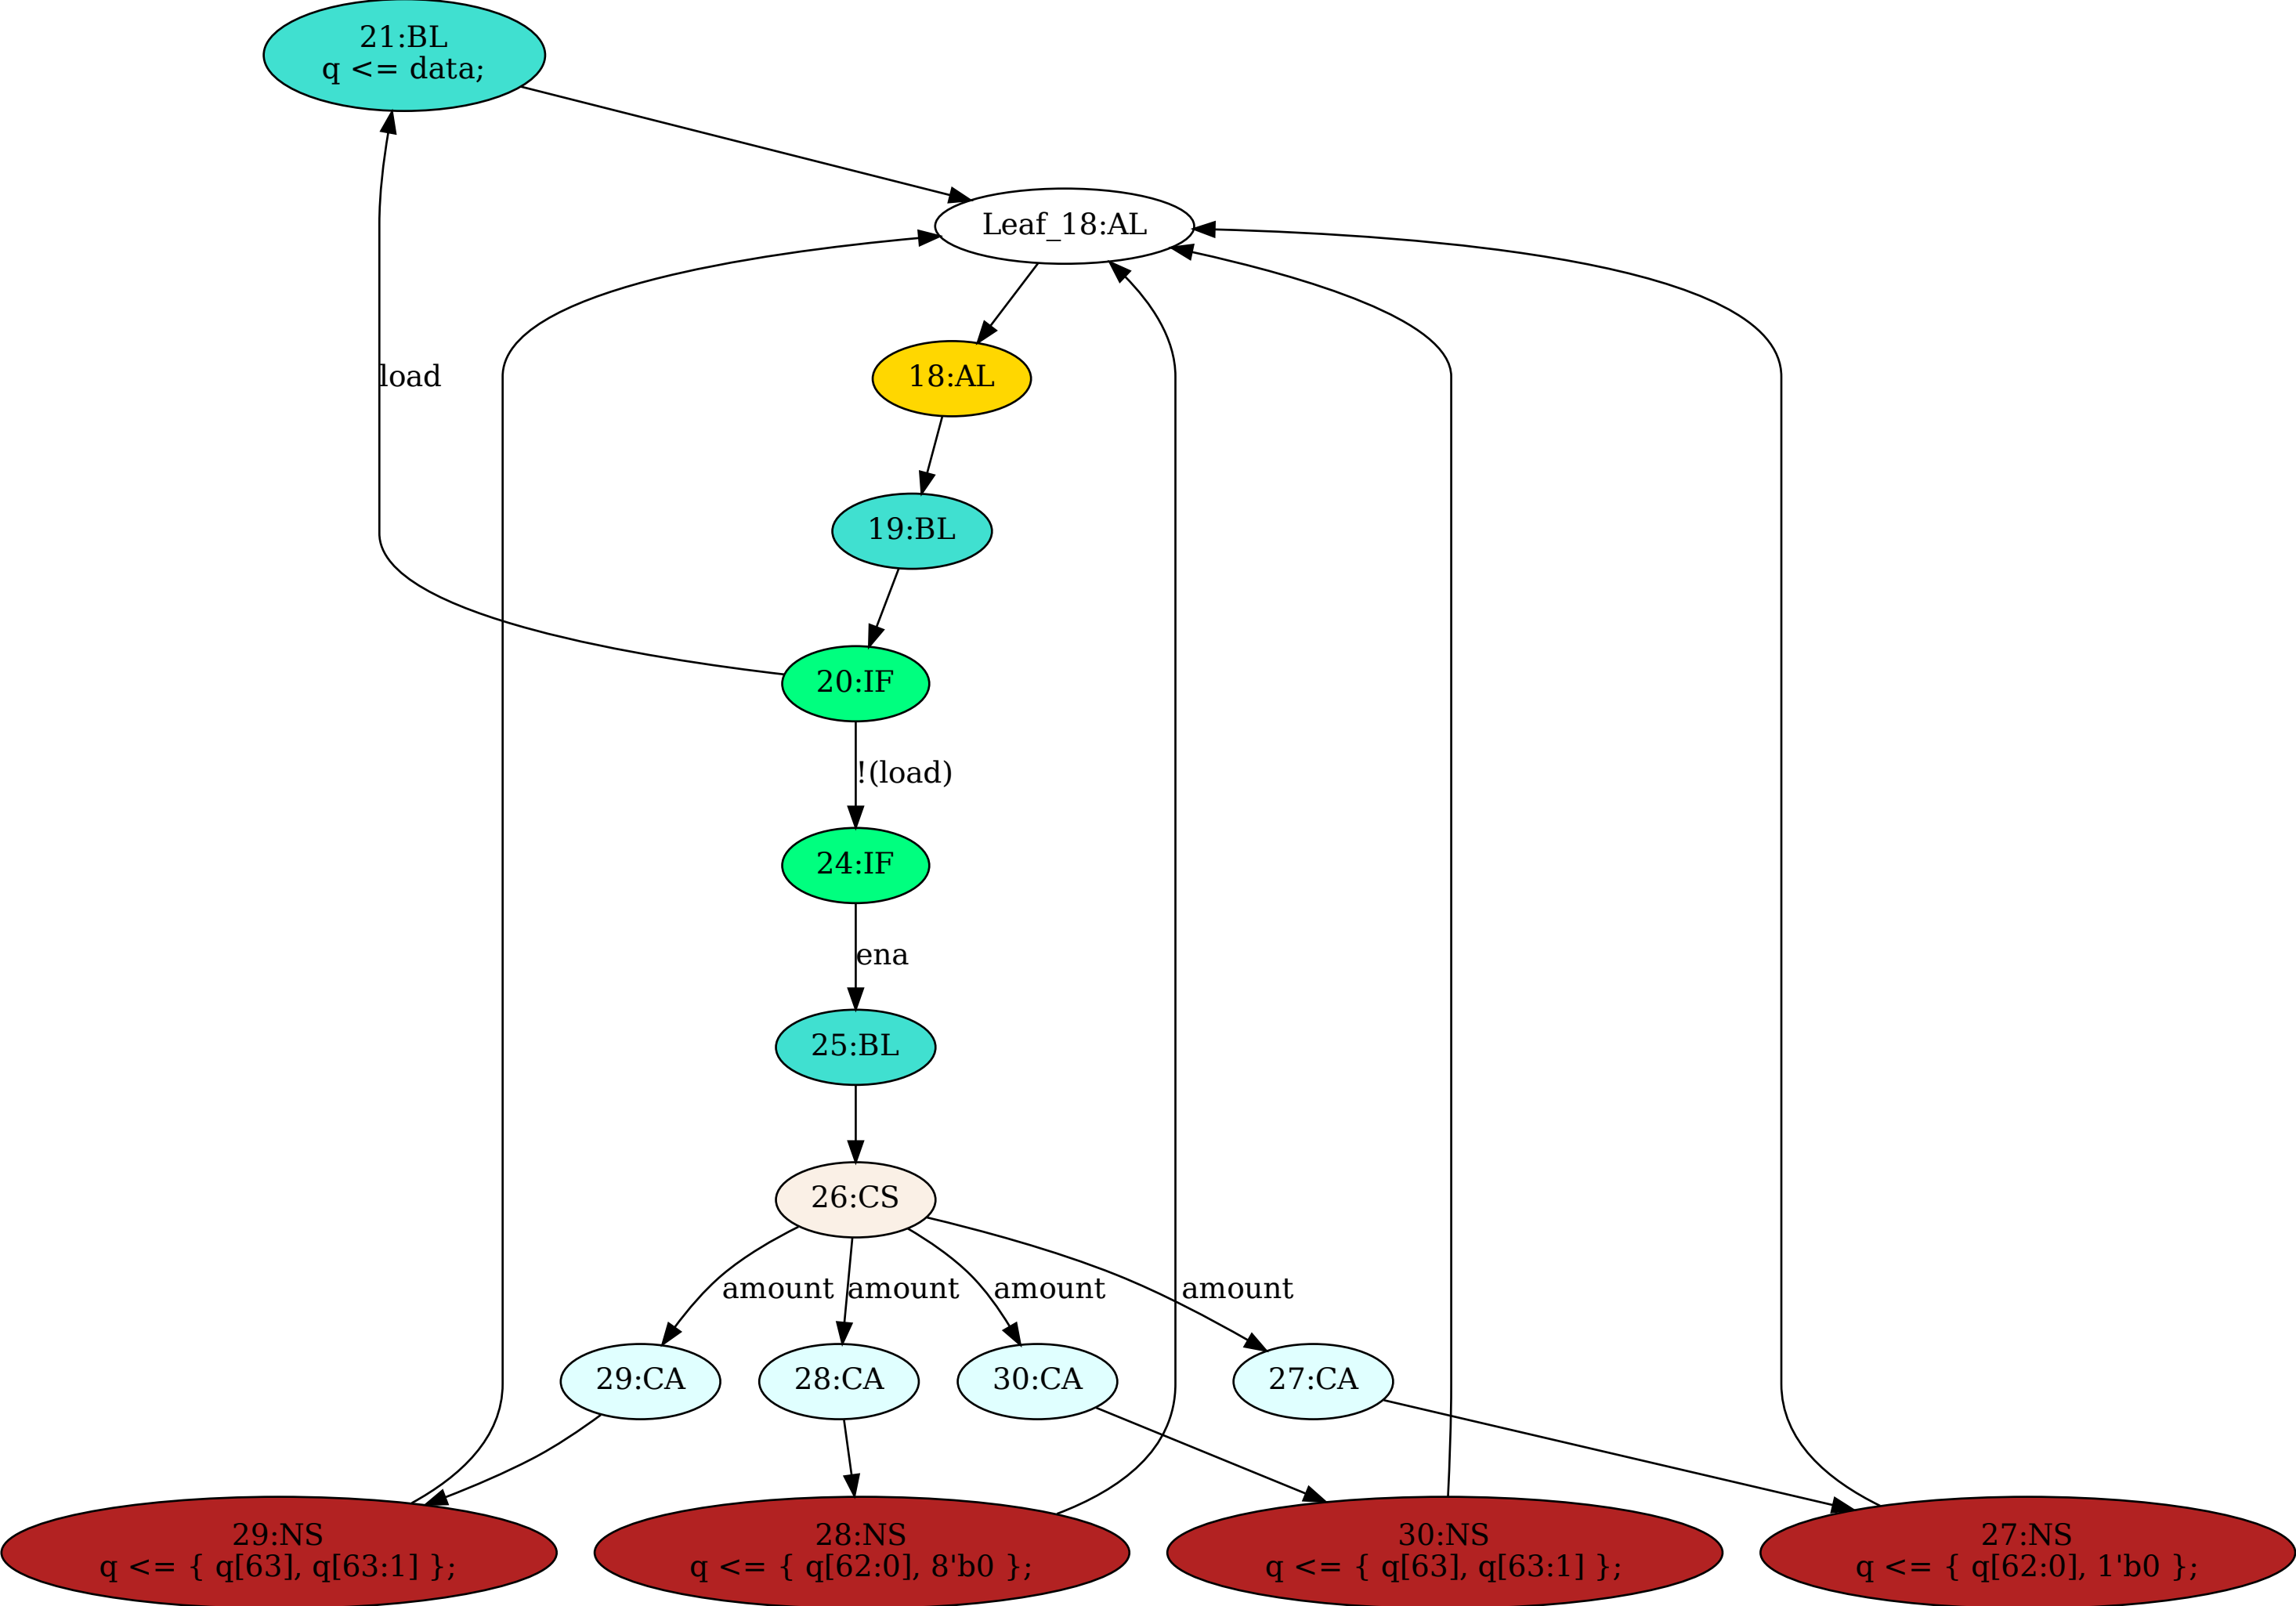 21:BL
q <= data;
Leaf_18:AL
load
18:AL
19:BL
20:IF
!(load)
24:IF
ena
25:BL
26:CS
amount
amount
amount
amount
29:CA
28:CA
30:CA
27:CA
29:NS
q <= { q[63], q[63:1] };
28:NS
q <= { q[62:0], 8'b0 };
30:NS
q <= { q[63], q[63:1] };
27:NS
q <= { q[62:0], 1'b0 };